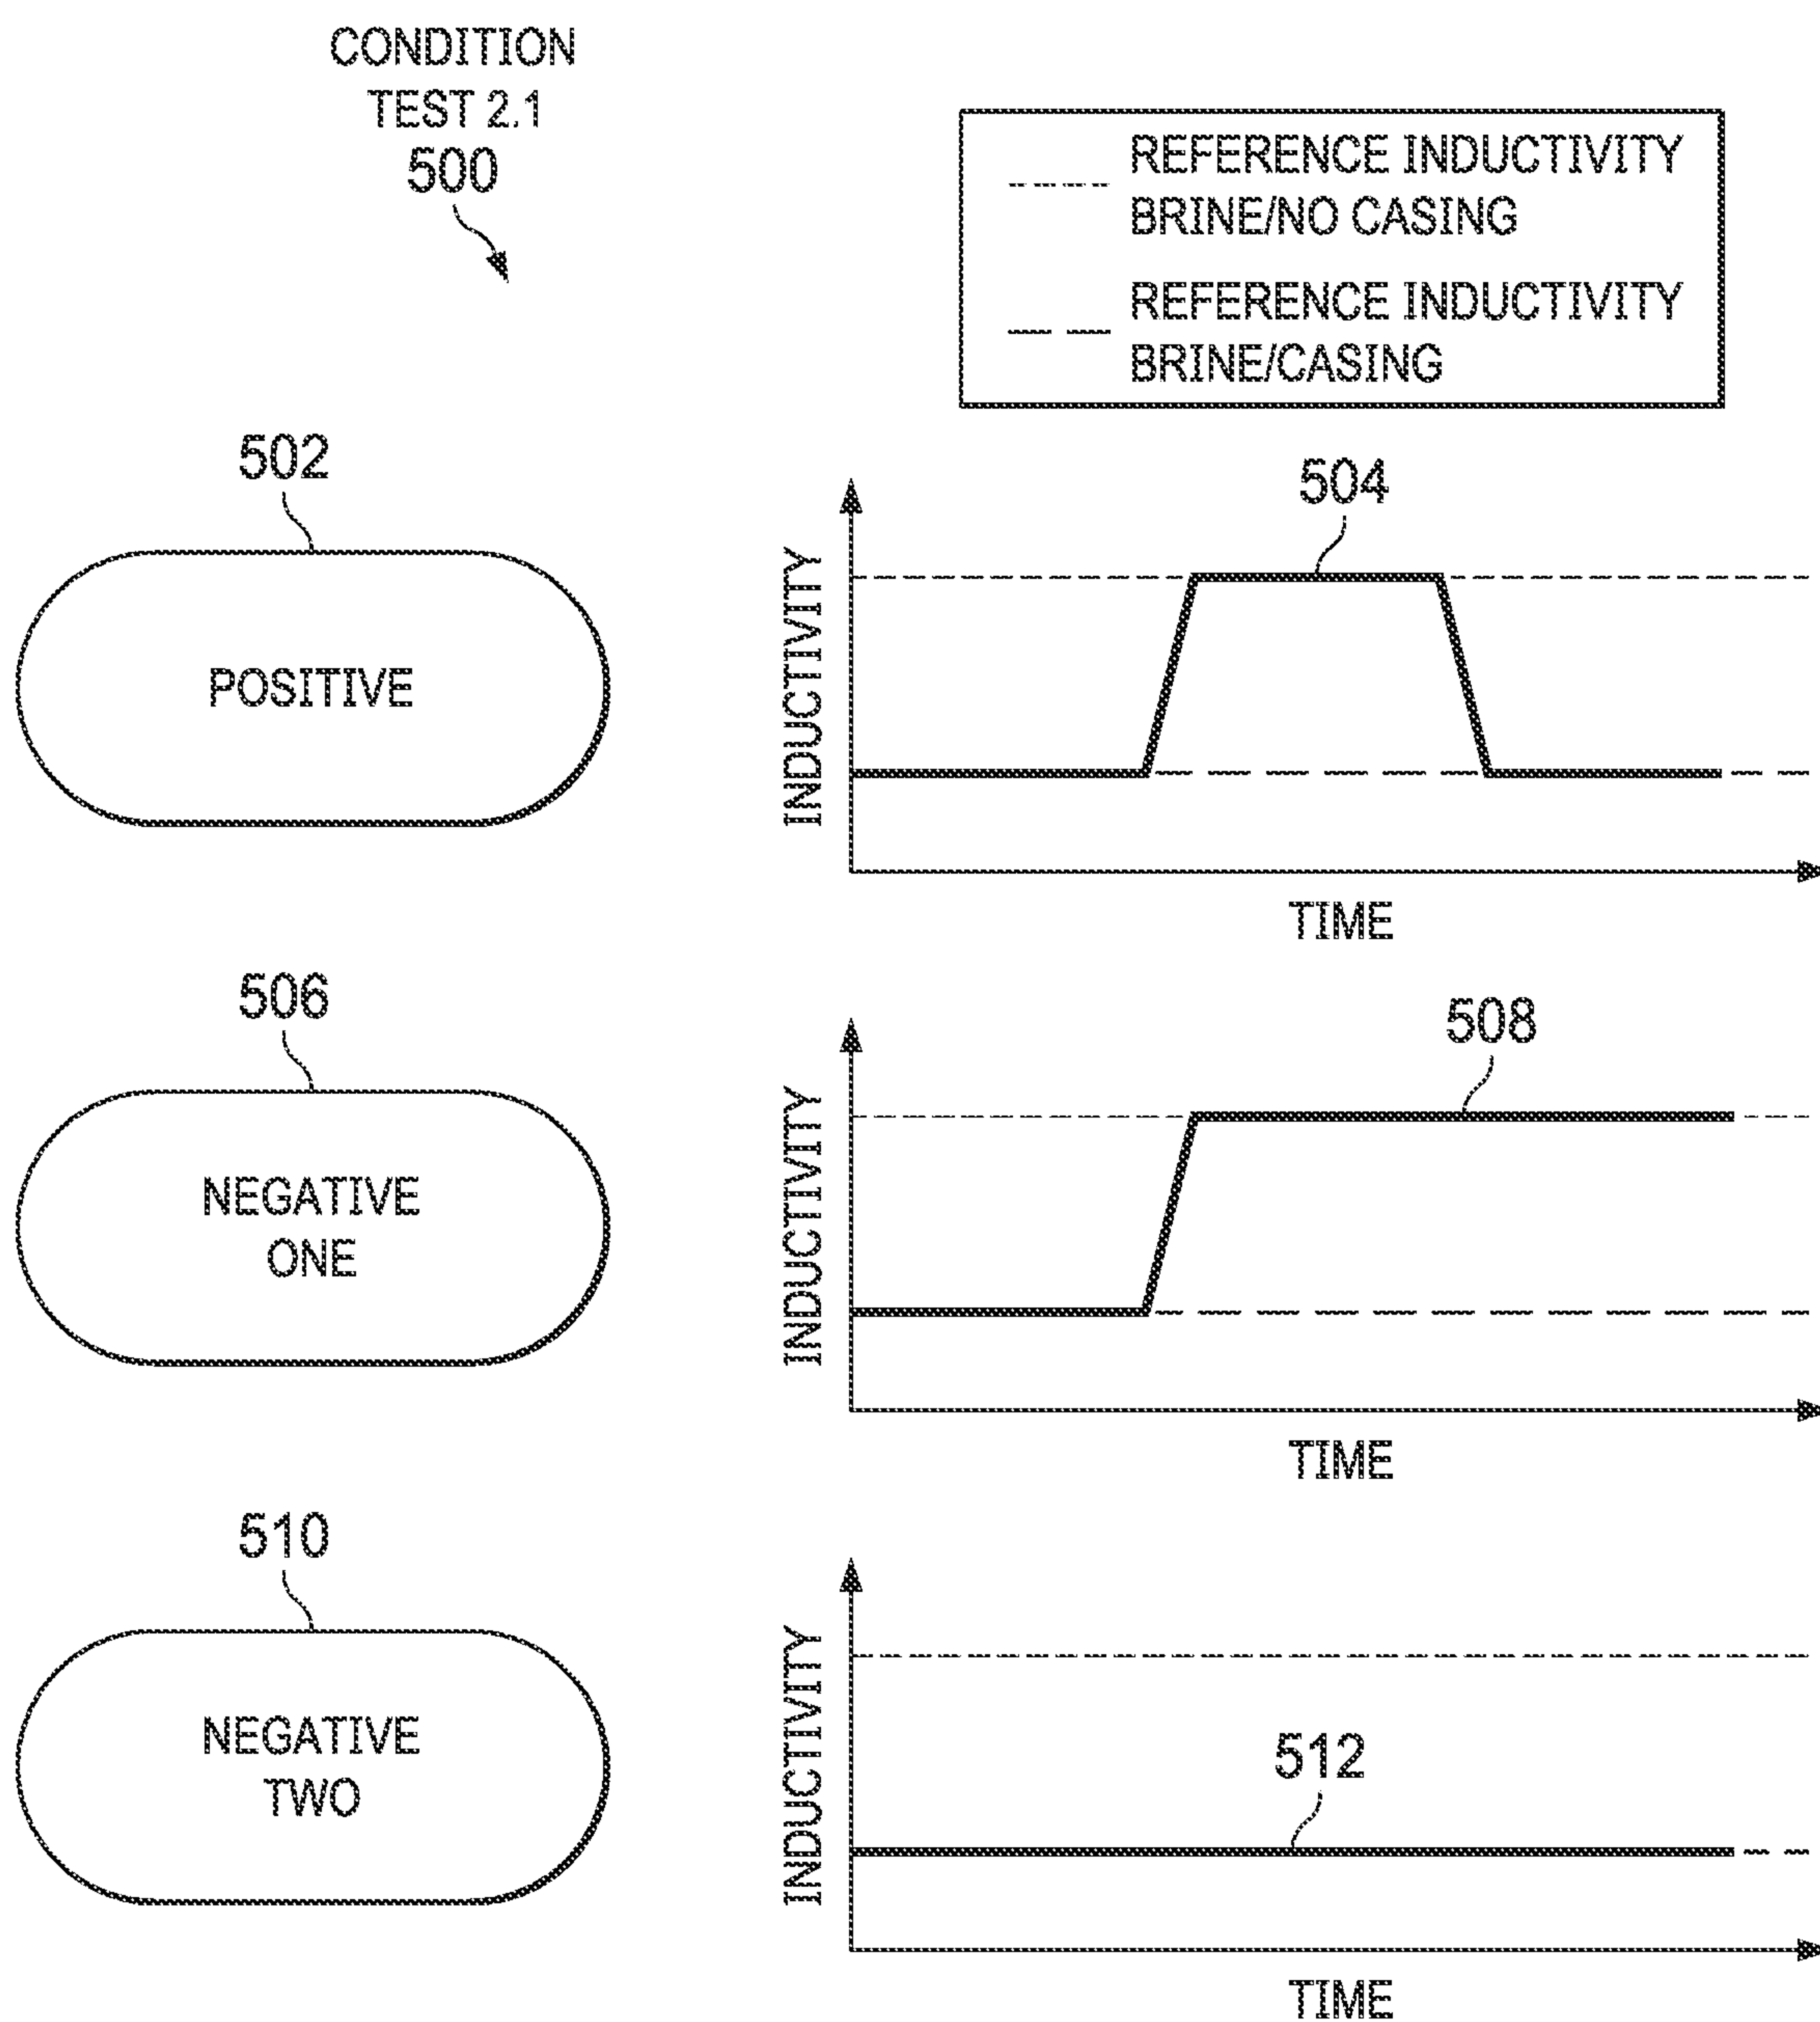 CONDITION
TEST 2.1
500
REFERENCE INDUCTIVITY
BRINE/NO CASING
REFERENCE INDUCTIVITY
BRINE/CASING
502
POSITIVE
504
INDUCTIVITY
TIME
506
NEGATIVE
ONE
508
INDUCTIVITY
TIME
510
NEGATIVE
TWO
512
INDUCTIVITY
TIME